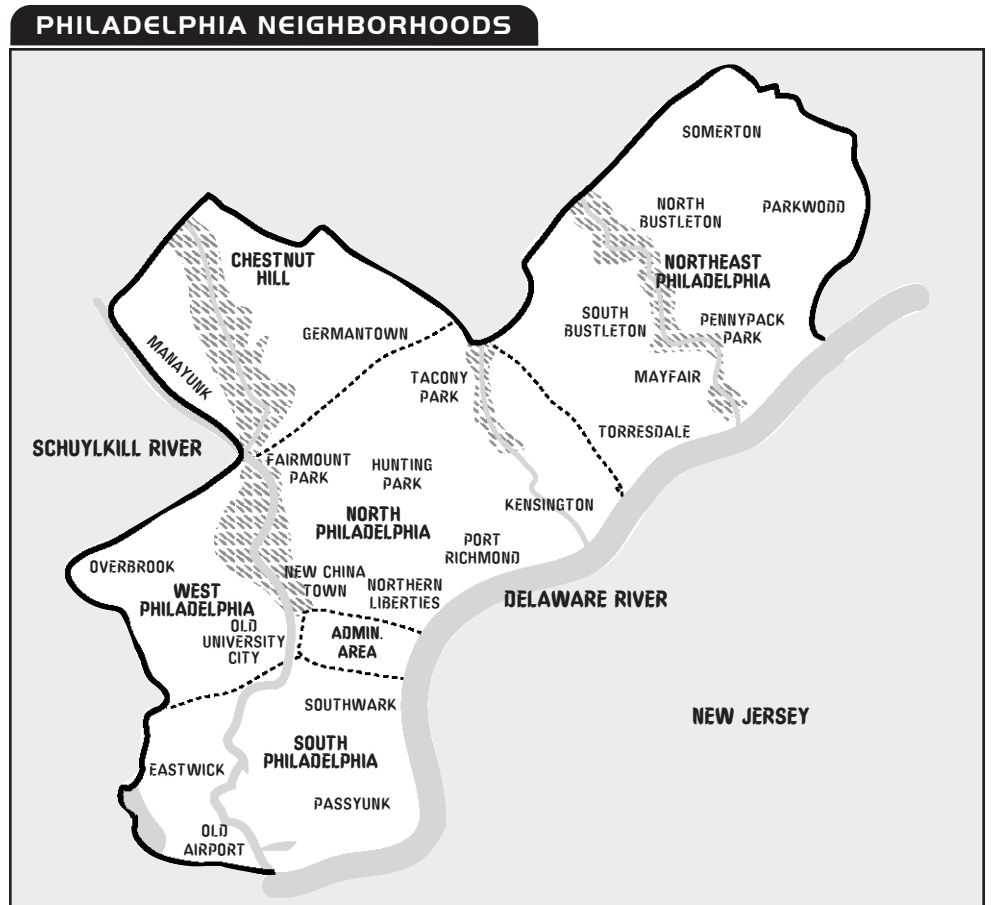 PHILADELPHIA NEIGHBORHOODS
SOMERTON
NORTH
BUSTLETON
PARKWOOD
CHESTNUT
HILL
NORTHEAST
PHILADELPHIA
SOUTH
BUSTLETON
PENNYPACK
PARK
GERMANTOWN
MANAYUNK
TACONY
PARK
MAYFAIR
TORRESDALE
SCHUYLKILL RIVER
FAIRMOUNT
PARK
HUNTING
PARK
KENSINGTON
NORTH
PHILADELPHIA
PORT
RICHMOND
OVERBROOK
NEW CHINA
TOWN
NORTHERN
LIBERTIES
WEST
PHILADELPHIA
DELAWARE RIVER
OLD
UNIVERSITY
CITY
ADMIN.
AREA
SOUTHWARK
NEW JERSEY
SOUTH
PHILADELPHIA
EASTWICK
PASSYUNK
OLD
AIRPORT